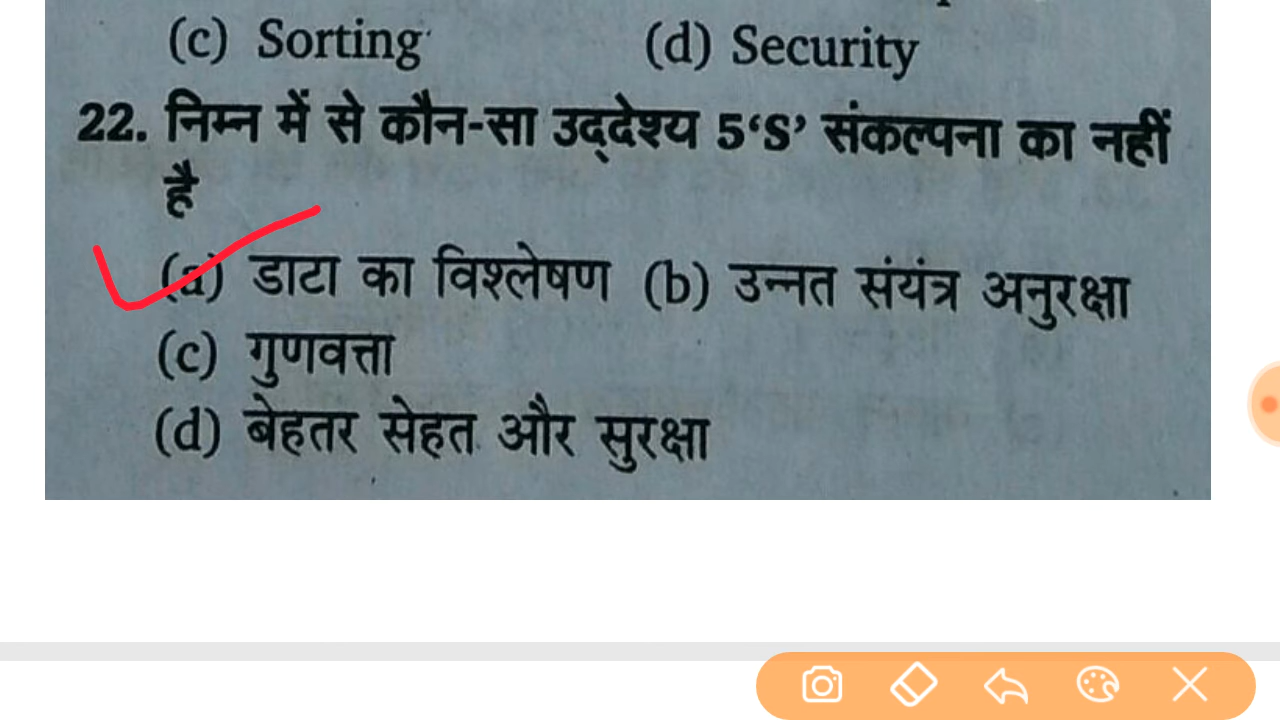 (c) Sorting (d) Security
22. निम्न में से कौन-सा उद्देश्य 5‘S’ संकल्पना का नहीं
है
(a) डाटा का विश्लेषण (b) उन्नत संयंत्र अनुरक्षा
(c) गुणवत्ता
(d) बेहतर सेहत और सुरक्षा